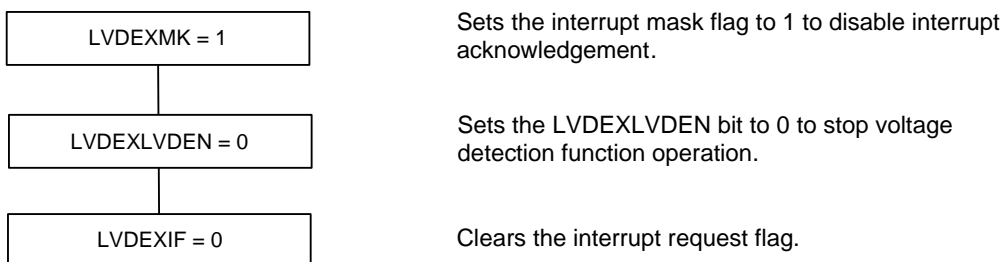 LVDEXMK = 1
Sets the interrupt mask flag to 1 to disable interrupt
acknowledgement.
LVDEXLVDEN = 0
Sets the LVDEXLVDEN bit to 0 to stop voltage
detection function operation.
LVDEXIF = 0
Clears the interrupt request flag.